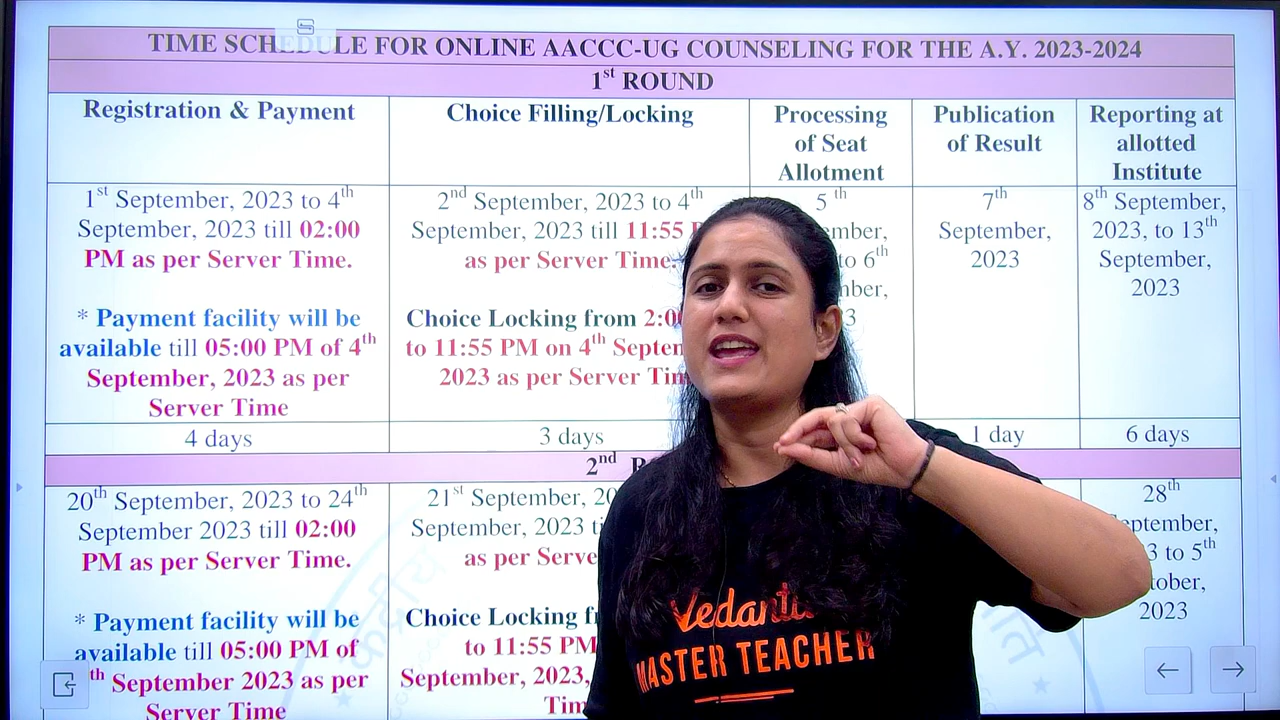 TIME SCHEDULE FOR ONLINE AACCC-UG COUNSELING FOR THE A.Y. 2023-2024
1st ROUND
Registration & Payment
Choice Filling/Locking
Processing
of Seat
Allotment
Publication
of Result
Reporting at
allotted
Institute
1st September, 2023 to 4th
September, 2023 till 02:00
PM as per Server Time.
* Payment facility will be
available till 05:00 PM of 4th
September, 2023 as per
Server Time
2nd September, 2023 to 4th
September, 2023 till 11:55
as per Server Time.
Choice Locking from
to 11:55 PM on 4th
2023 as per Server
5th
to 6th
7th
September,
2023
8th September,
2023, to 13th
September,
2023
4 days
3 days
1 day
6 days
2nd
20th September, 2023 to 24th
September 2023 till 02:00
PM as per Server Time.
* Payment facility will be
available till 05:00 PM of
September 2023 as per
Server Time
21st September,
September, 2023
as per
Choice Locking
to 11:55 PM
September, 2023,
28th
to 5th
2023
MASTER TEACHER